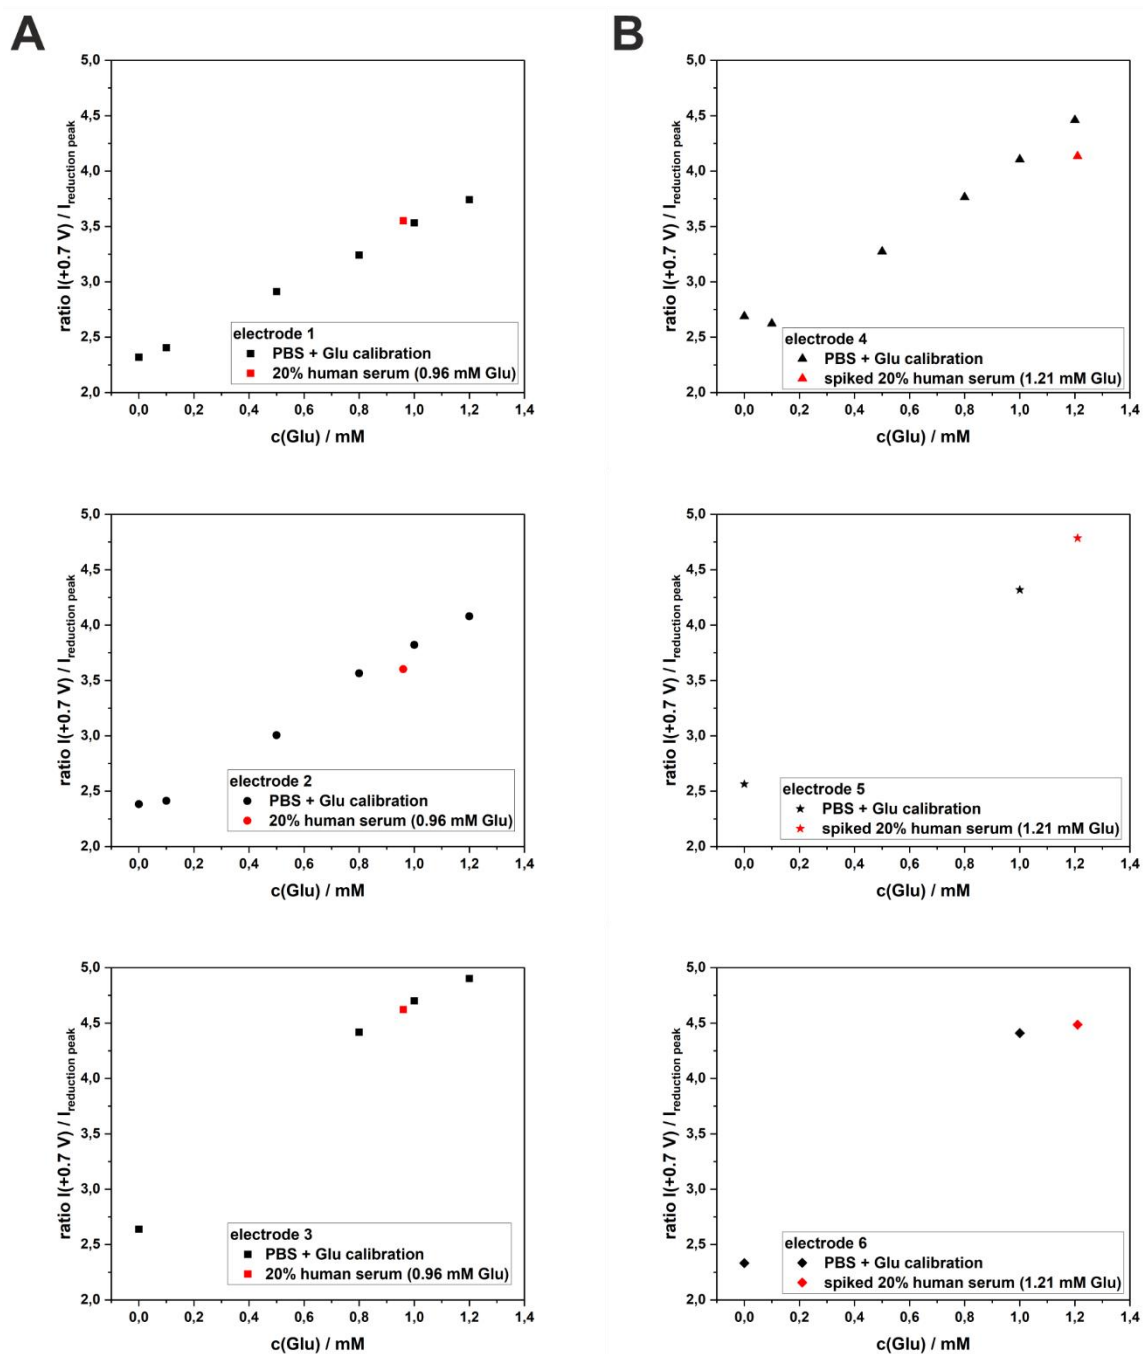 A
B
5,0
4,5
4,0
3,5
3,0
2,5
2,0
ratio I(+0.7 V) / I reduction peak
electrode 1
PBS + Glu calibration
20% human serum (0.96 mM Glu)
0,0 0,2 0,4 0,6 0,8 1,0 1,2 1,4
c(Glu) / mM
5,0
4,5
4,0
3,5
3,0
2,5
2,0
ratio I(+0.7 V) / I reduction peak
electrode 4
PBS + Glu calibration
spiked 20% human serum (1.21 mM Glu)
0,0 0,2 0,4 0,6 0,8 1,0 1,2 1,4
c(Glu) / mM
5,0
4,5
4,0
3,5
3,0
2,5
2,0
ratio I(+0.7 V) / I reduction peak
electrode 2
PBS + Glu calibration
20% human serum (0.96 mM Glu)
0,0 0,2 0,4 0,6 0,8 1,0 1,2 1,4
c(Glu) / mM
5,0
4,5
4,0
3,5
3,0
2,5
2,0
ratio I(+0.7 V) / I reduction peak
electrode 5
PBS + Glu calibration
spiked 20% human serum (1.21 mM Glu)
0,0 0,2 0,4 0,6 0,8 1,0 1,2 1,4
c(Glu) / mM
5,0
4,5
4,0
3,5
3,0
2,5
2,0
ratio I(+0.7 V) / I reduction peak
electrode 3
PBS + Glu calibration
20% human serum (0.96 mM Glu)
0,0 0,2 0,4 0,6 0,8 1,0 1,2 1,4
c(Glu) / mM
5,0
4,5
4,0
3,5
3,0
2,5
2,0
ratio I(+0.7 V) / I reduction peak
electrode 6
PBS + Glu calibration
spiked 20% human serum (1.21 mM Glu)
0,0 0,2 0,4 0,6 0,8 1,0 1,2 1,4
c(Glu) / mM